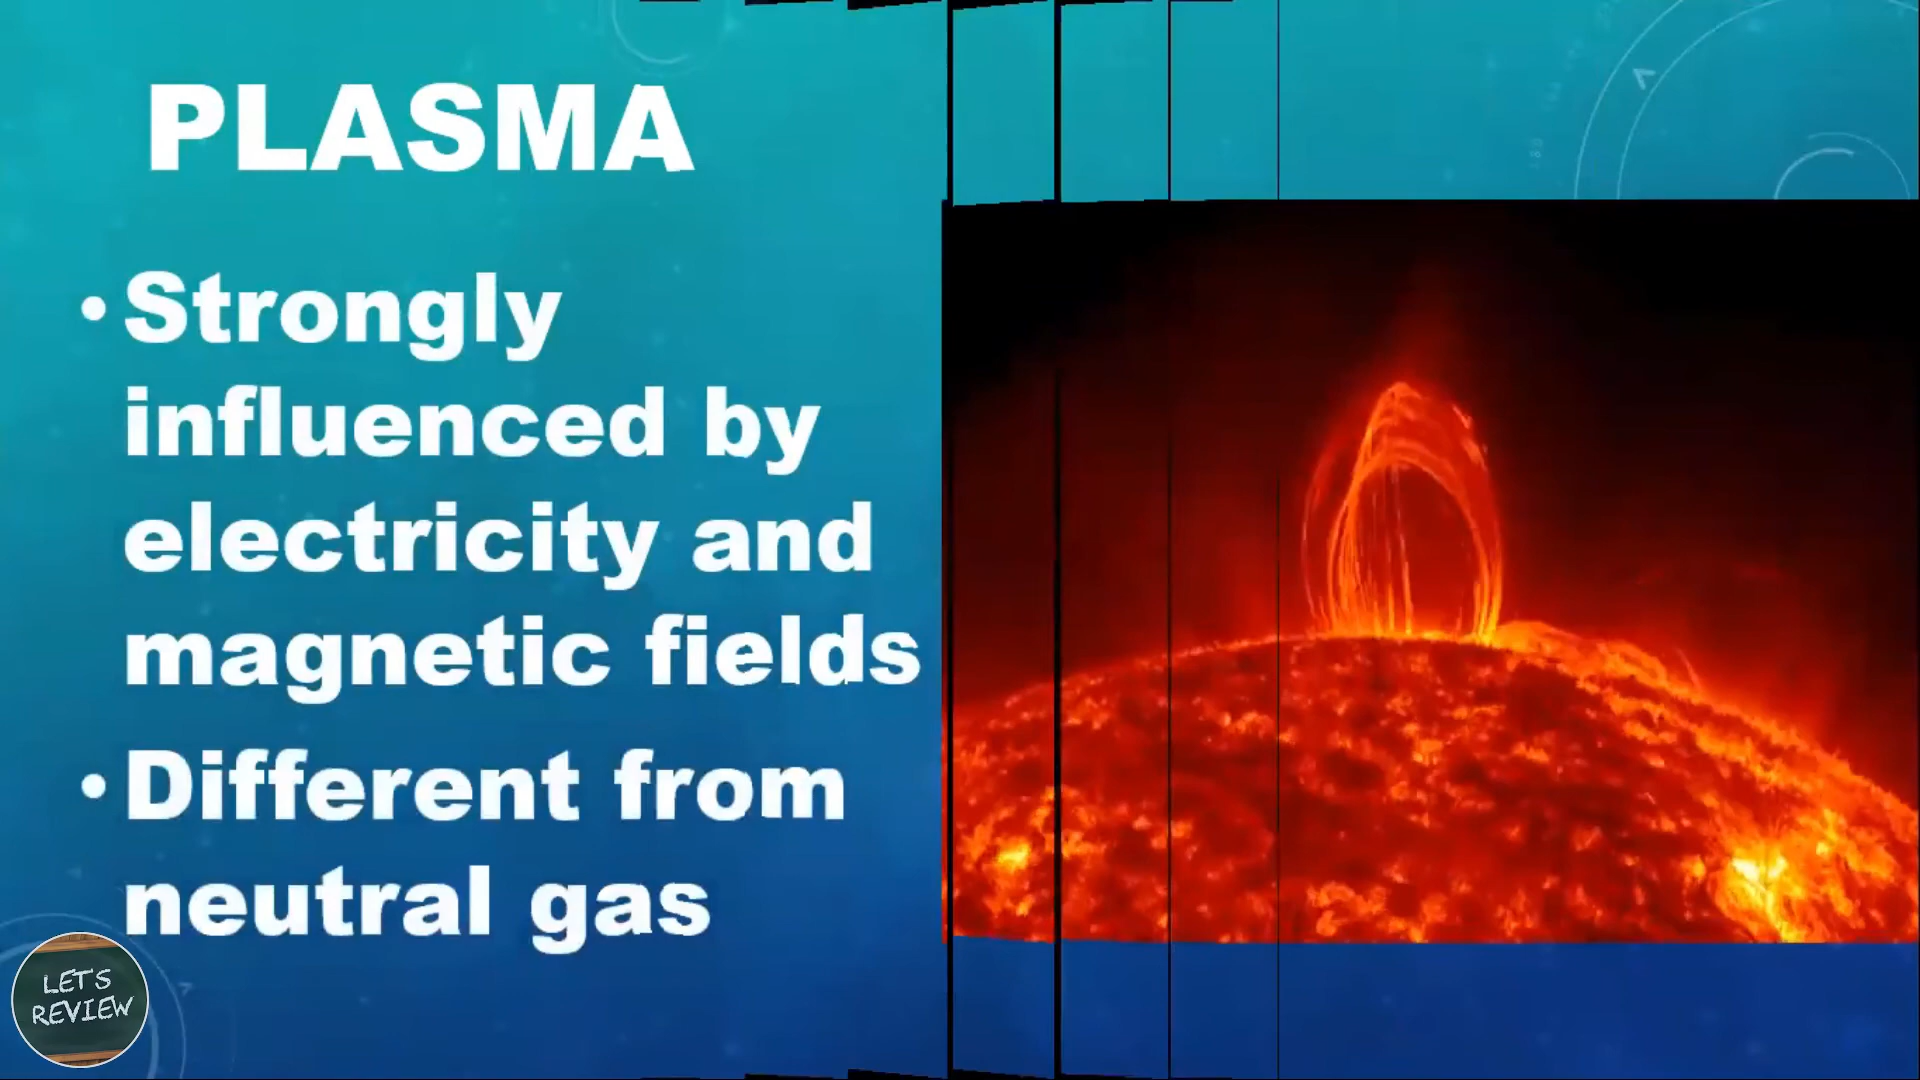 PLASMA
• Strongly
influenced by
electricity and
magnetic fields
• Different from
neutral gas
LET'S
REVIEW